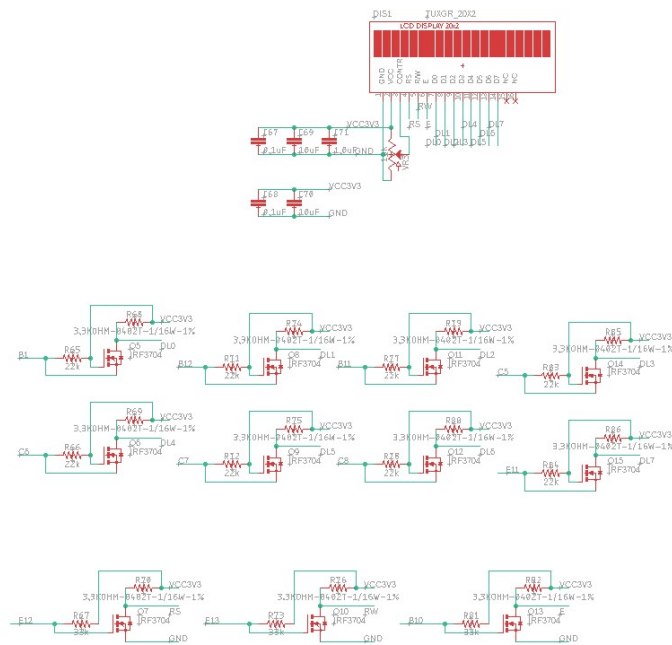 DIS1 TUXGR_20X2
LCD DISPLAY 20x2
GND VCC CONTR RS R/W E D0 D1 D2 D3 D4 D5 D6 D7 NC NC
RW
RS E DL4 DL7
DL1 DL6
DL0 DL2 DL3 DL5
C67 C69 C71 VCC3V3
0.1uF 10uF 1.0uF GND
VR3
C68 C70 VCC3V3
0.1uF 10uF GND
R68 VCC3V3
3.3KOHM-0402T-1/16W-1%
B1 R65 22k Q5 IRF3704 DL0
R74 VCC3V3
3.3KOHM-0402T-1/16W-1%
B12 R71 22k Q8 IRF3704 DL1
R79 VCC3V3
3.3KOHM-0402T-1/16W-1%
B11 R77 22k Q11 IRF3704 DL2
R85 VCC3V3
3.3KOHM-0402T-1/16W-1%
C5 R83 22k Q14 IRF3704 DL3
R69 VCC3V3
3.3KOHM-0402T-1/16W-1%
C6 R66 22k Q6 IRF3704 DL4
R75 VCC3V3
3.3KOHM-0402T-1/16W-1%
C7 R72 22k Q9 IRF3704 DL5
R80 VCC3V3
3.3KOHM-0402T-1/16W-1%
C8 R78 22k Q12 IRF3704 DL6
R86 VCC3V3
3.3KOHM-0402T-1/16W-1%
E11 R84 22k Q15 IRF3704 DL7
R70 VCC3V3
3.3KOHM-0402T-1/16W-1%
E12 R67 33k Q7 IRF3704 RS
GND
R76 VCC3V3
3.3KOHM-0402T-1/16W-1%
E13 R73 33k Q10 IRF3704 RW
GND
R82 VCC3V3
3.3KOHM-0402T-1/16W-1%
B10 R81 33k Q13 IRF3704 E
GND